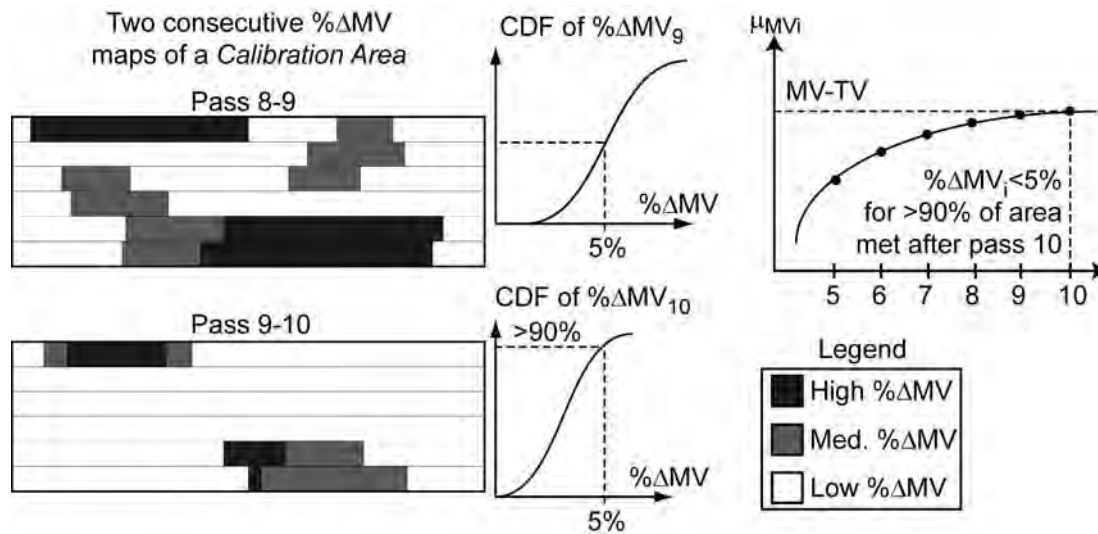 Two consecutive %ΔMV
maps of a Calibration Area
Pass 8-9
CDF of %ΔMV9
%ΔMV
5%
μMVi
MV-TV
%ΔMVi<5%
for >90% of area
met after pass 10
5 6 7 8 9 10
Pass 9-10
CDF of %ΔMV10
>90%
%ΔMV
5%
Legend
High %ΔMV
Med. %ΔMV
Low %ΔMV